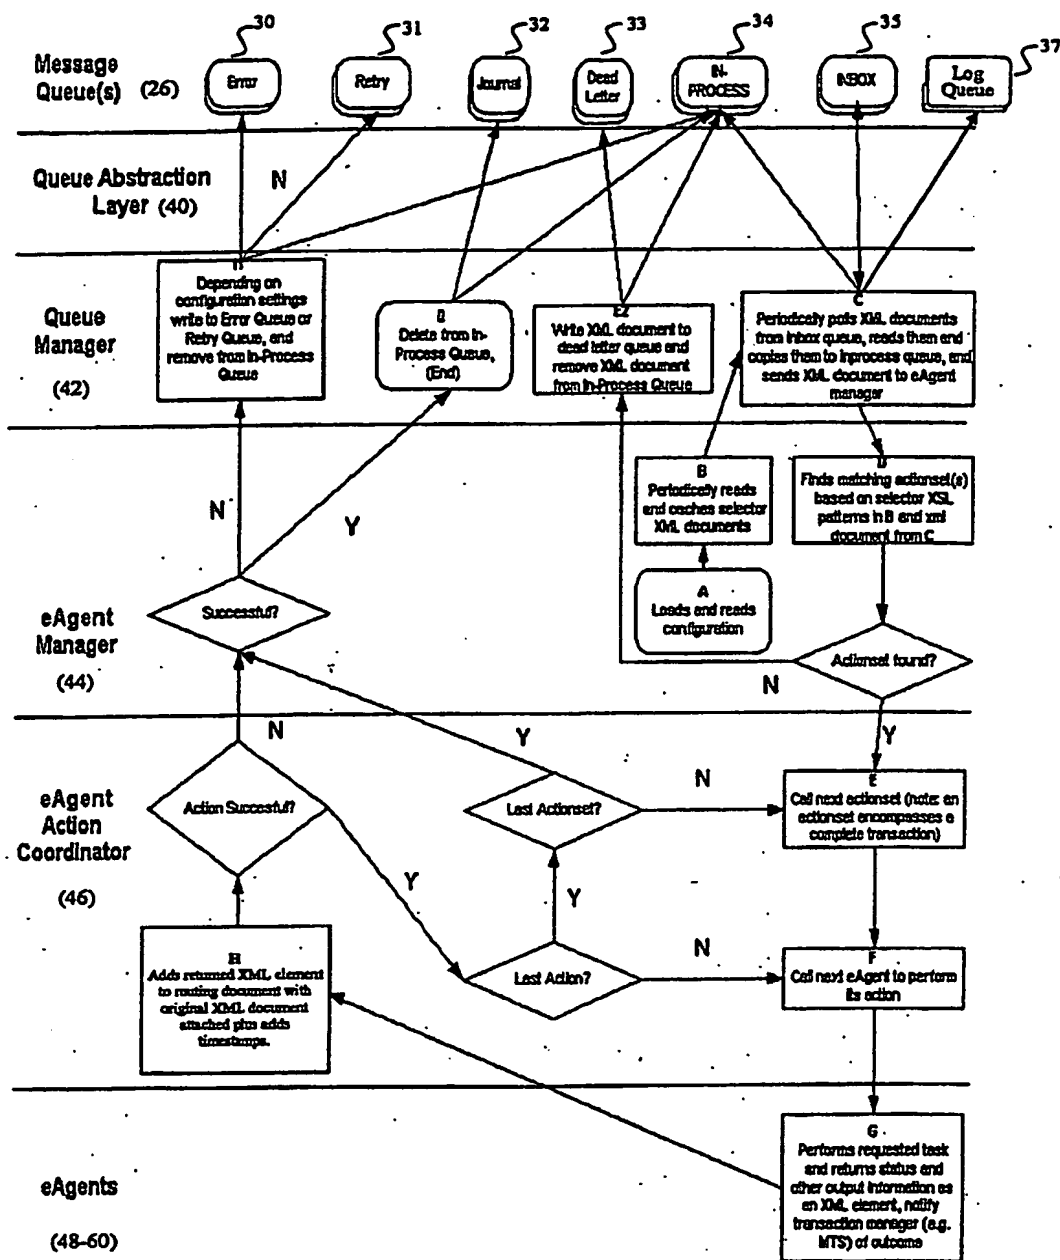 30
31
32
33
34
35
37
Message
Queue(s) (26)
Error
Retry
Journal
Dead
Letter
IN-
PROCESS
INBOX
Log
Queue
Queue Abstraction
Layer (40)
N
Queue
Manager
(42)
Depending on
configuration settings
write to Error Queue or
Retry Queue, and
remove from In-Process
Queue
Delete from In-
Process Queue,
(End)
E2
Write XML document to
dead letter queue and
remove XML document
from In-Process Queue
C
Periodically polls XML documents
from inbox queue, reads them and
copies them to inprocess queue, and
sends XML document to eAgent
manager
N
Y
B
Periodically reads
and caches selector
XML documents
D
Finds matching actionset(s)
based on selector XSL
patterns in B and xml
document from C
A
Loads and reads
configuration
eAgent
Manager
(44)
Successful?
Actionset found?
N
N
Y
Y
eAgent
Action
Coordinator
(46)
Action Succesful?
Last Actionset?
N
E
Call next actionset (note: an
actionset encompasses a
complete transaction)
Y
Y
H
Adds returned XML element
to routing document with
original XML document
attached plus adds
timestamps.
Last Action?
N
F
Call next eAgent to perform
its action
eAgents
(48-60)
G
Performs requested task
and returns status and
other output information as
an XML element, notify
transaction manager (e.g.
MTS) of outcome